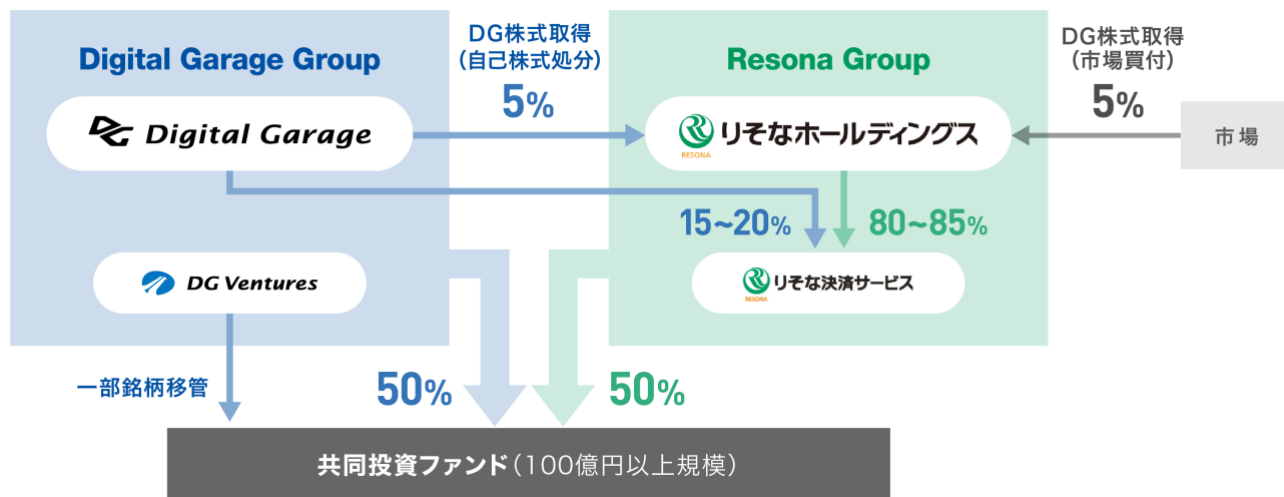 Digital Garage Group
DG株式取得
(自己株式処分)
5%
Resona Group
DG株式取得
(市場買付)
5%
DG Digital Garage
RESONA
りそなホールディングス
市場
15~20%
80~85%
DG Ventures
RESONA
りそな決済サービス
一部銘柄移管
50%
50%
共同投資ファンド(100億円以上規模)